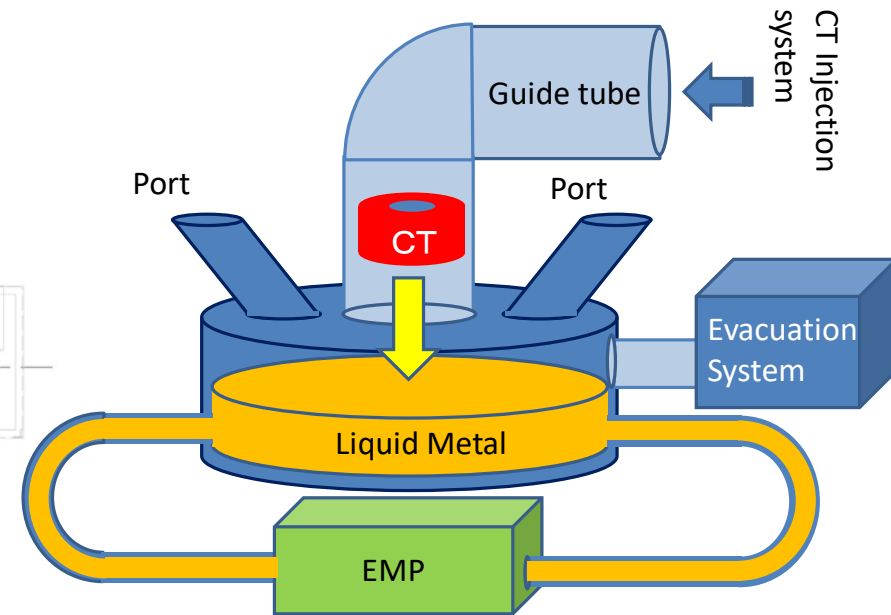 CT Injection
system
Guide tube
Port
Port
CT
Evacuation
System
Liquid Metal
EMP